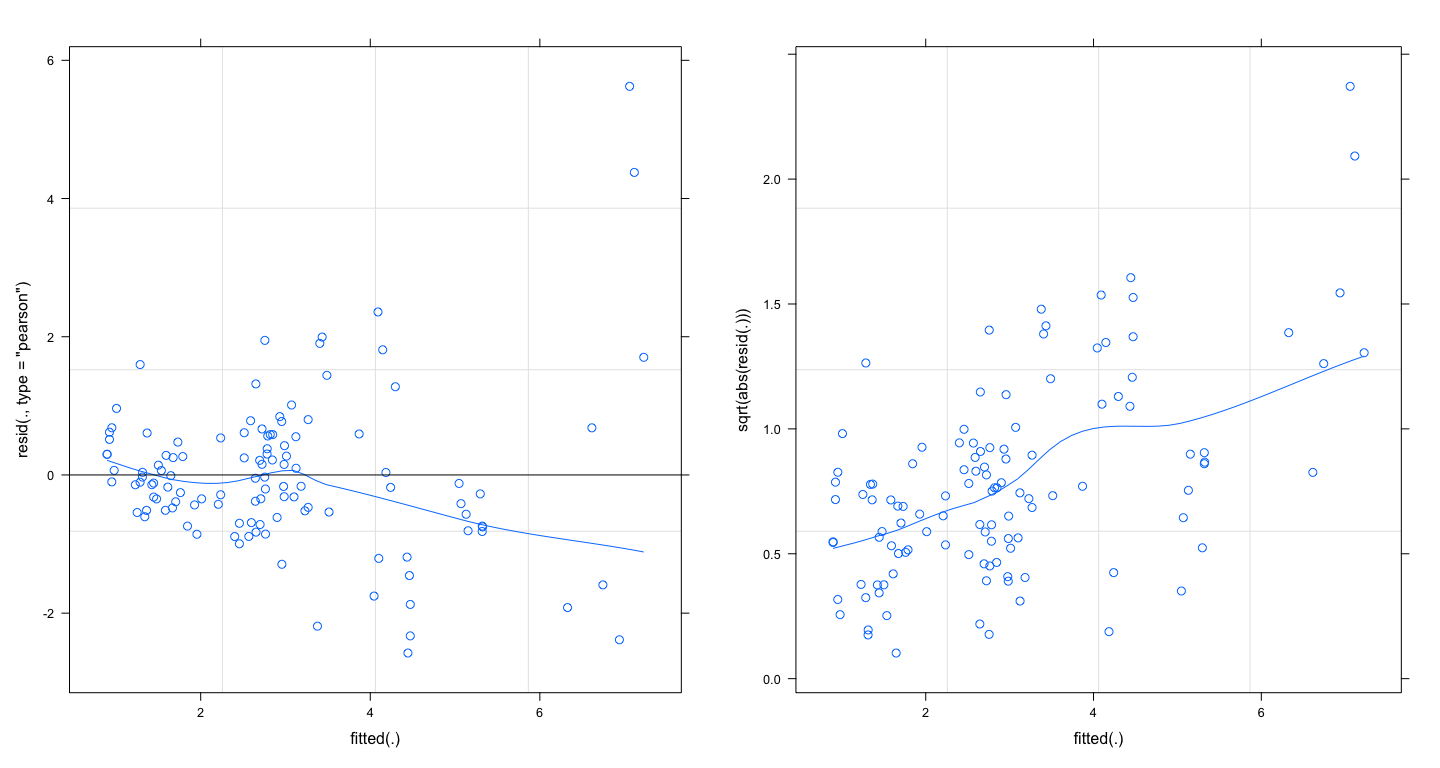 6
4
2
0
-2
resid(., type = "pearson")
2 4 6
fitted(.)
2.0
1.5
1.0
0.5
0.0
sqrt(abs(resid(.)))
2 4 6
fitted(.)